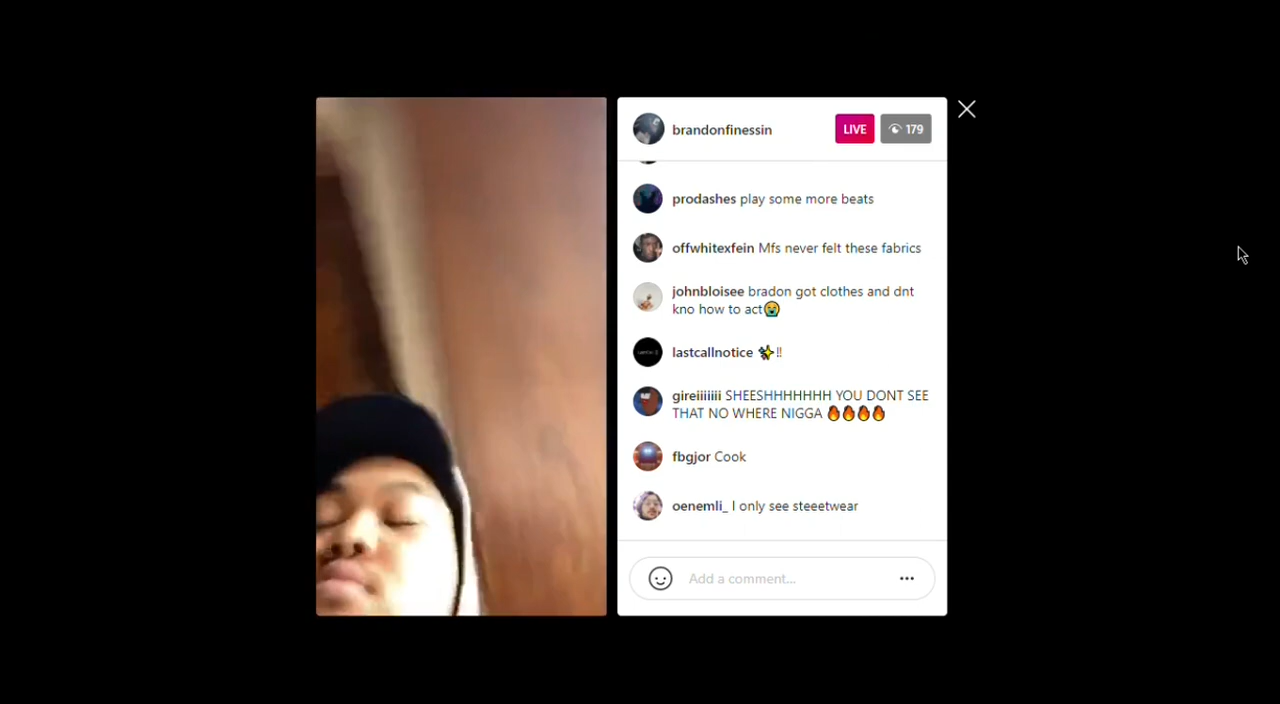 brandonfinessin LIVE 179
prodashes play some more beats
offwhitexfein Mfs never felt these fabrics
johnbloisee bradon got clothes and dnt
kno how to act😭
lastcallnotice ✨‼
gireiiiiiii SHEESHHHHHHH YOU DONT SEE
THAT NO WHERE NIGGA 🔥🔥🔥🔥
fbgjor Cook
oenemli_ I only see steeetwear
Add a comment...